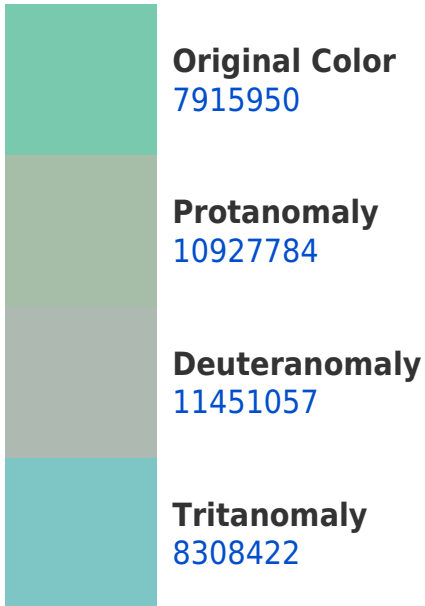 Original Color
7915950
Protanomaly
10927784
Deuteranomaly
11451057
Tritanomaly
8308422